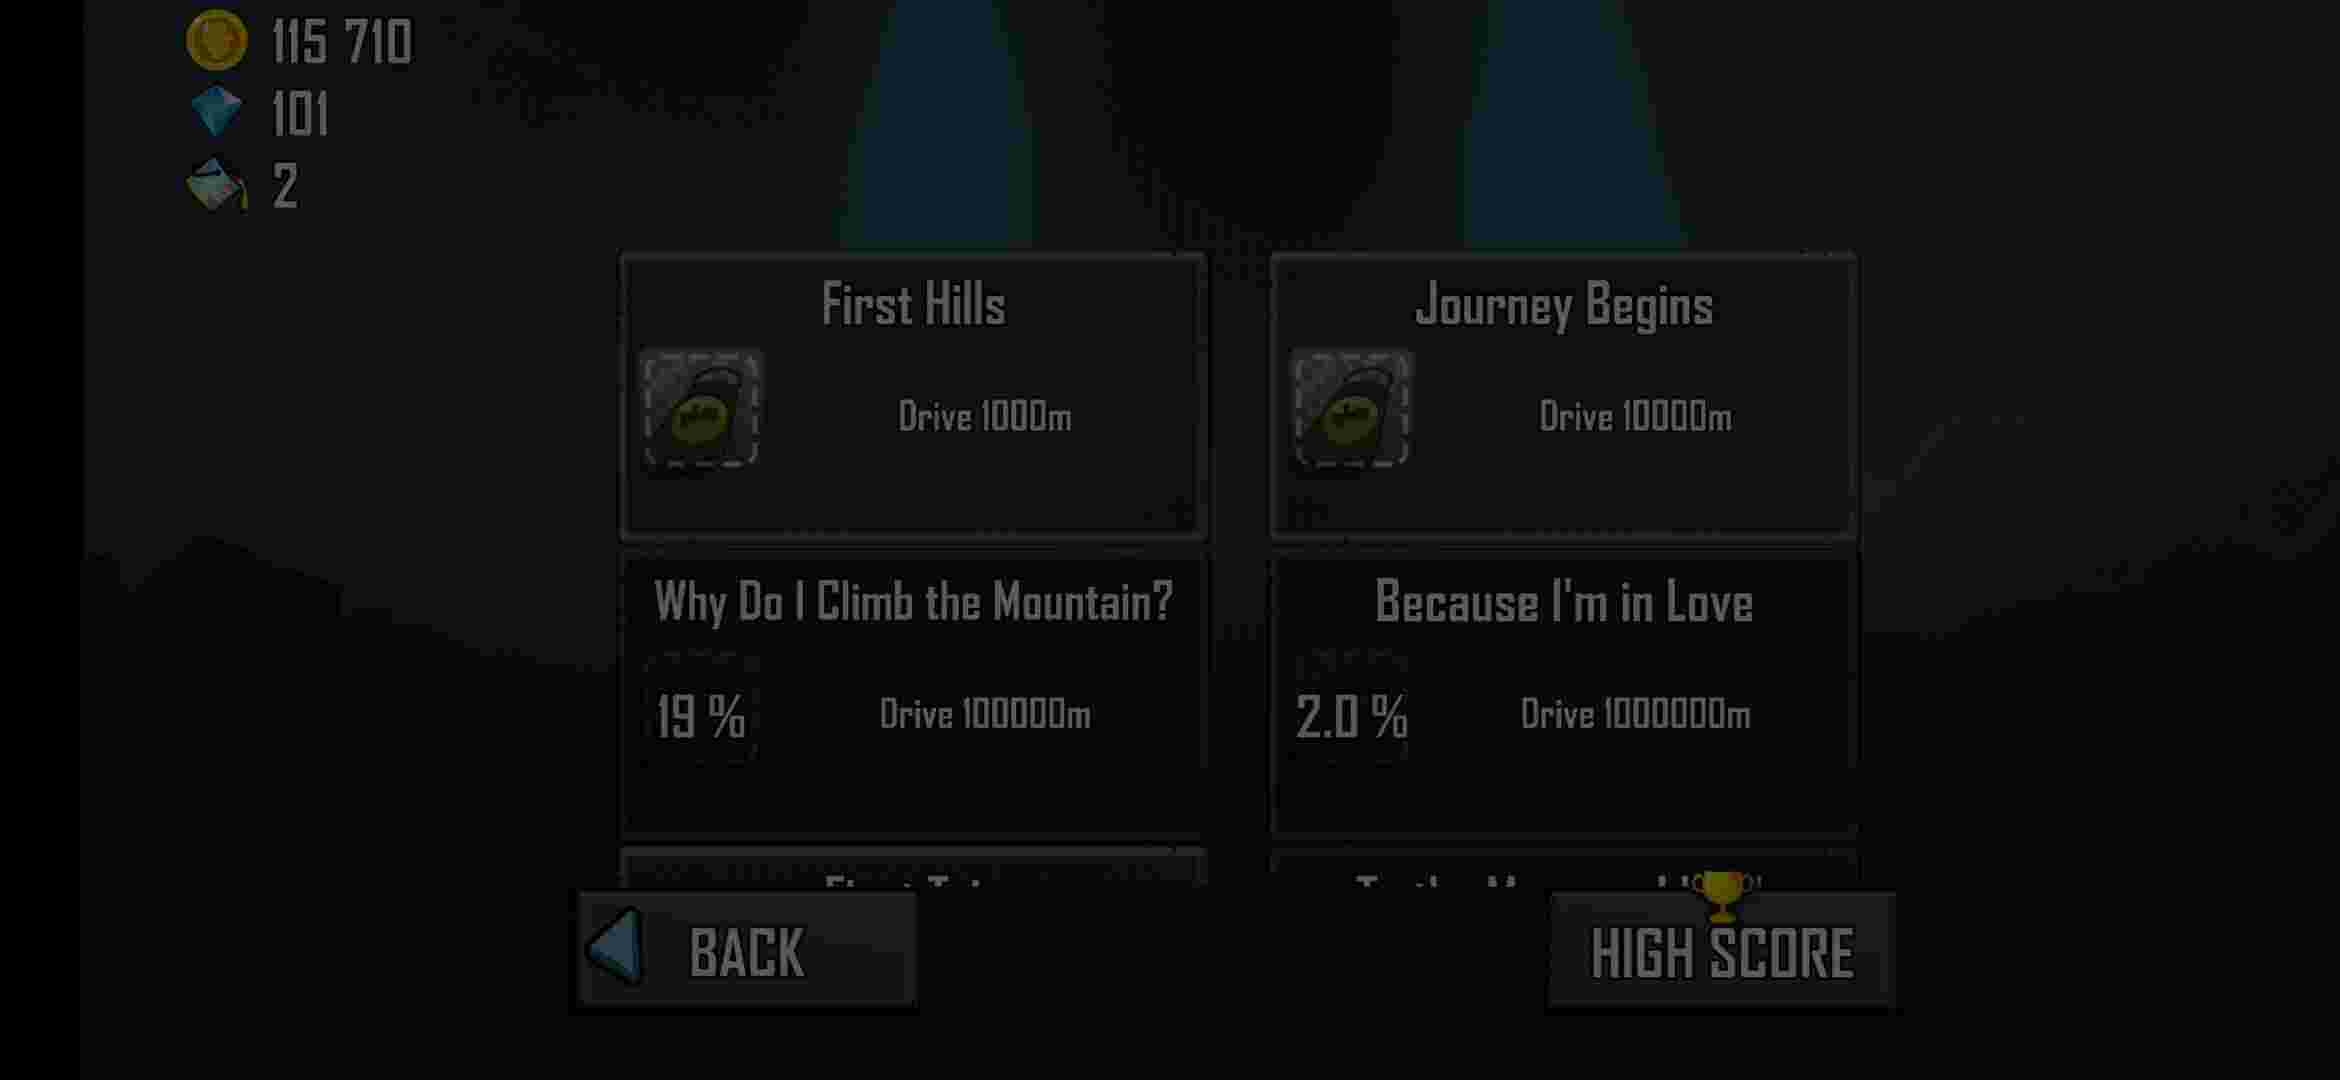 115 710
101
2
First Hills
Drive 1000m
Journey Begins
Drive 10000m
Why Do I Climb the Mountain?
19 %
Drive 100000m
Because I'm in Love
2.0 %
Drive 1000000m
BACK
HIGH SCORE